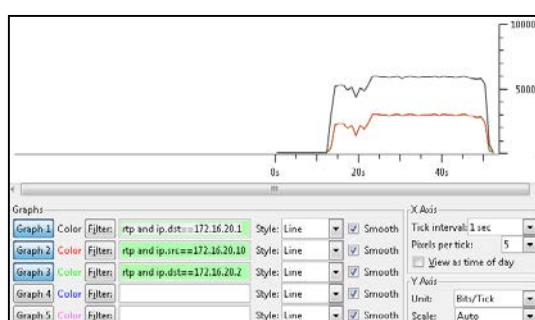 10000
5000
0s 20s 40s
Graphs
X Axis
Graph 1 Color Filter: rtp and ip.dst==172.16.20.1 Style: Line Smooth
Tick interval: 1 sec
Graph 2 Color Filter: rtp and ip.src==172.16.20.10 Style: Line Smooth
Pixels per tick: 5
Graph 3 Color Filter: rtp and ip.dst==172.16.20.2 Style: Line Smooth
View as time of day
Graph 4 Color Filter: Style: Line Smooth
Y Axis
Unit: Bits/Tick
Graph 5 Color Filter: Style: Line Smooth
Scale: Auto